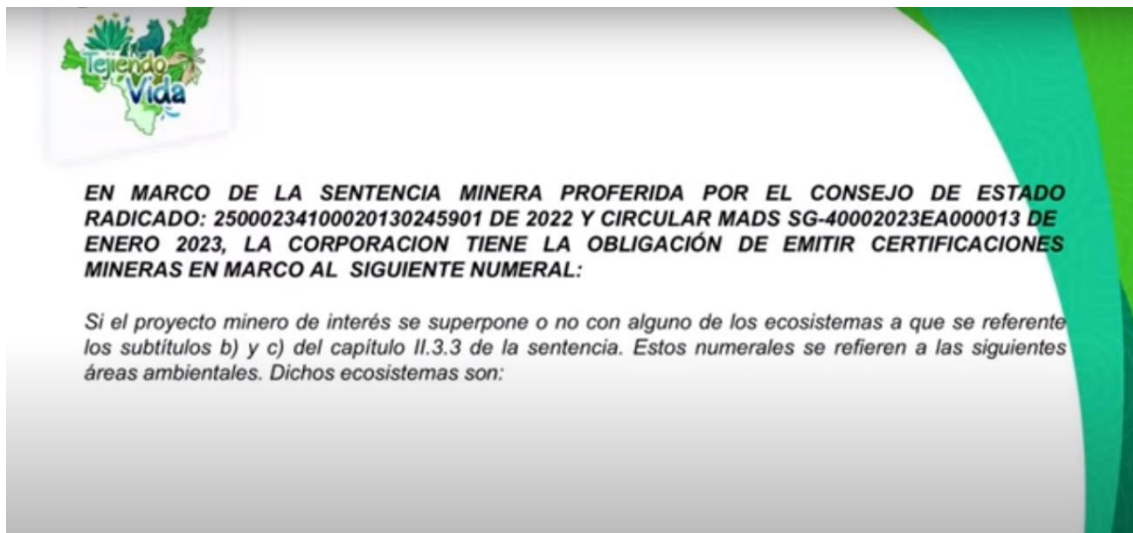 Tejiendo
Vida
EN MARCO DE LA SENTENCIA MINERA PROFERIDA POR EL CONSEJO DE ESTADO
RADICADO: 25000234100020130245901 DE 2022 Y CIRCULAR MADS SG-40002023EA000013 DE
ENERO 2023, LA CORPORACION TIENE LA OBLIGACIÓN DE EMITIR CERTIFICACIONES
MINERAS EN MARCO AL SIGUIENTE NUMERAL:
Si el proyecto minero de interés se superpone o no con alguno de los ecosistemas a que se referente
los subtítulos b) y c) del capítulo II.3.3 de la sentencia. Estos numerales se refieren a las siguientes
áreas ambientales. Dichos ecosistemas son: